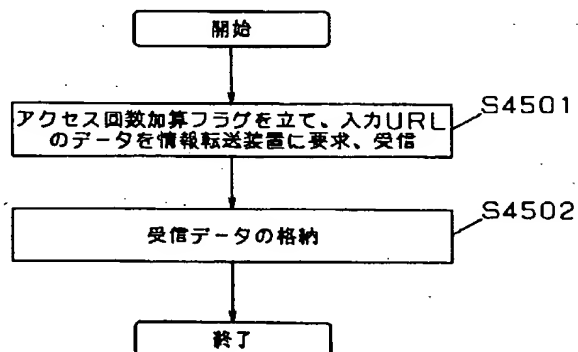 開始
アクセス回数加算フラグを立て、入力URL
のデータを情報転送装置に要求、受信
S4501
受信データの格納
S4502
終了